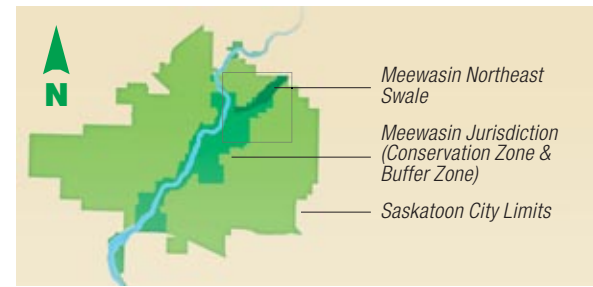 N
Meewasin Northeast
Swale
Meewasin Jurisdiction
(Conservation Zone &
Buffer Zone)
Saskatoon City Limits